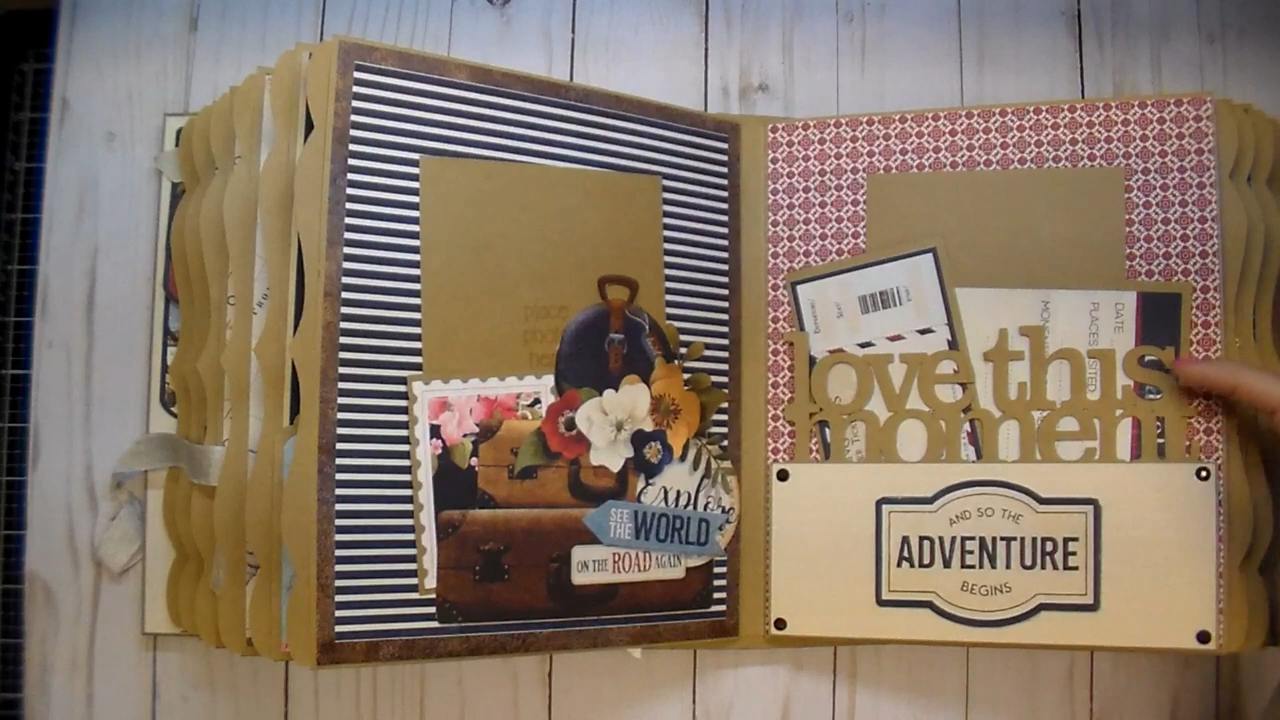 place
photo
here
explore
SEE
THE WORLD
ON THE ROAD AGAIN
DATE
love this
moment
AND SO THE
ADVENTURE
BEGINS